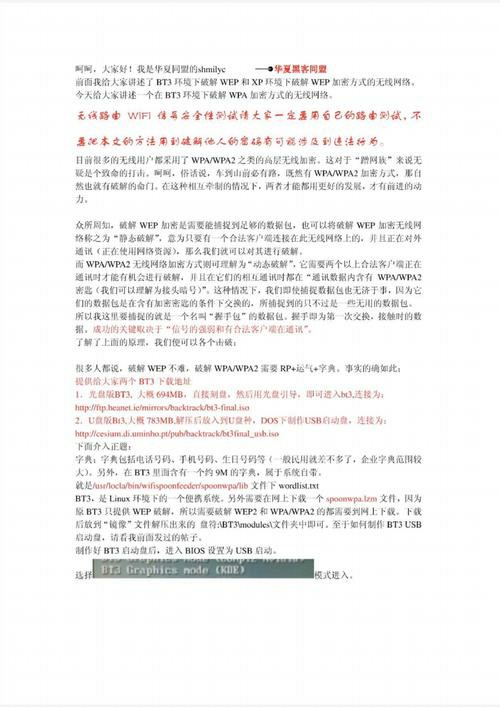 呵呵，大家好！我是华夏同盟的shmilyc ——●华夏黑客同盟
前面我给大家讲述了 BT3 环境下破解 WEP 和 XP 环境下破解 WEP 加密方式的无线网络。
今天给大家讲述一个在 BT3 环境下破解 WPA 加密方式的无线网络。
无线路由 WIFI 信号安全性测试请大家一定要用自己的路由测试，不
要把本文的方法用到破解他人的密码有可能涉及到违法行为。
目前很多的无线用户都采用了 WPA/WPA2 之类的高层无线加密。这对于“蹭网族”来说无
疑是个致命的打击。呵呵，俗话说，车到山前必有路，既然有 WPA/WPA2 加密方式，那自
然也就有破解的命门。在这种相互牵制的情况下，两者才能都用更好的发展，才有前进的动
力。
众所周知，破解 WEP 加密是需要能捕捉到足够的数据包，也可以将破解 WEP 加密无线网
络称之为“静态破解”，意为只要有一个合法客户端连接在此无线网络上的，并且正在对外
通讯（正在使用网络资源），那么我们就可以对其进行破解。
而 WPA/WPA2 无线网络加密方式则可理解为“动态破解”，它需要两个以上合法客户端正在
通讯时才能有机会进行破解，并且在它们的相互通讯时都在“通讯数据内含有 WPA/WPA2
密匙（我们可以理解为接头暗号）”，这种情况下，我们即使捕捉数据包也无济于事，因为它
们的数据包是在含有加密密匙的条件下交换的，所捕捉到的只不过是一些无用的数据包。
所以我这里要捕捉的就是一个名叫“握手包”的数据包。握手即为第一次交换，接触时的数
据。成功的关键取决于“信号的强弱和有合法客户端在通讯”。
了解了上面的原理，我们便可以各个击破：
很多人都说，破解 WEP 不难，破解 WPA/WPA2 需要 RP+运气+字典。事实的确如此：
提供给大家两个 BT3 下载地址
1．光盘版BT3, 大概 694MB，直接刻盘，然后用光盘引导，即可进入bt3,连接为:
http://ftp.heanet.ie/mirrors/backtrack/bt3-final.iso
2．U盘版Bt3,大概 783MB,解压后放入到U盘种，DOS下制作USB启动盘，连接为：
http://cesium.di.uminho.pt/pub/backtrack/bt3final_usb.iso
下面介入正题：
字典：字典包括电话号码、手机号码、生日号码等（一般民用就差不多了，企业字典范围较
大）。另外，在 BT3 里面含有一个约 9M 的字典，属于系统自带。
就是/usr/locla/bin/wifispoonfeeder/spoonwpa/lib 文件下 wordlist.txt
BT3，是 Linux 环境下的一个便携系统。另外需要在网上下载一个 spoonwpa.lzm 文件，因为
原 BT3 只提供 WEP 破解，所以需要破解 WEP2 和 WPA/WPA2 的都需要到网上下载。下载
后放到“镜像”文件解压出来的 盘符:\BT3\modules\文件夹中即可。至于如何制作 BT3 USB
启动盘，请看我前面发过的帖子。
制作好 BT3 启动盘后，进入 BIOS 设置为 USB 启动。
选择 BT3 Graphics mode (KDE) 模式进入。